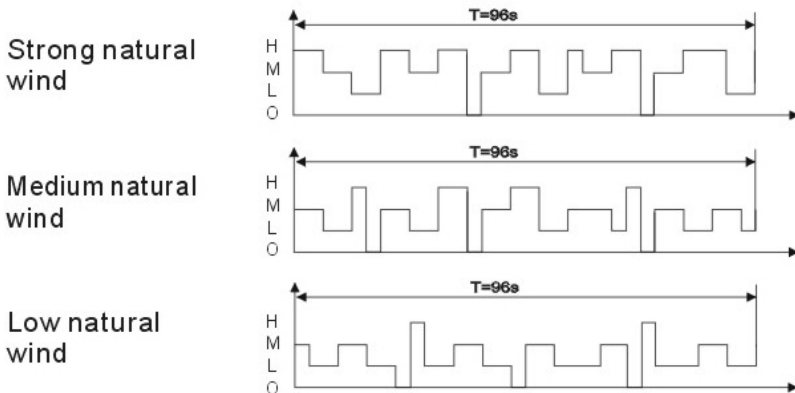 T=96s
Strong natural
wind
H
M
L
O
T=96s
Medium natural
wind
H
M
L
O
T=96s
Low natural
wind
H
M
L
O